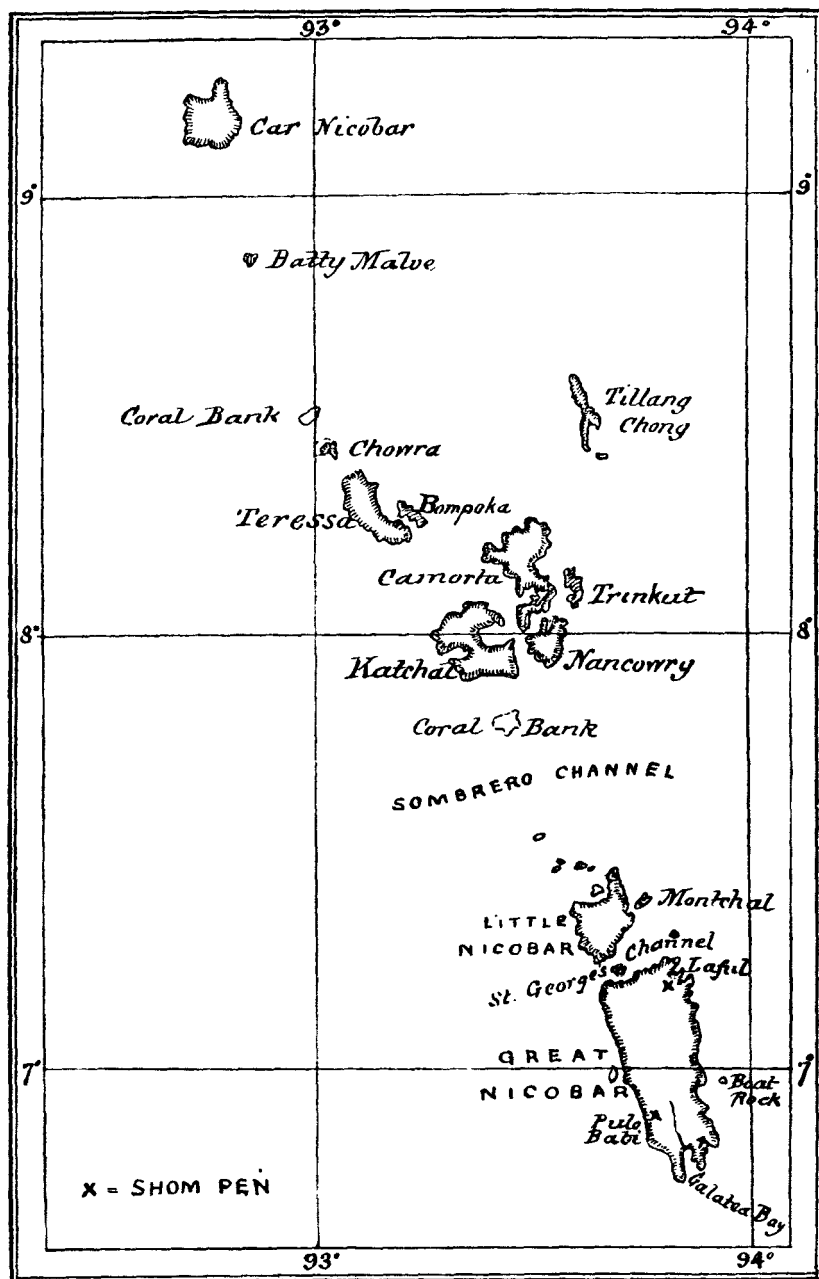 93° 94°
Car Nicobar
9° 9°
Batty Malve
Coral Bank
Tillang
Chong
Chowra
Teressa
Bompoka
Camorta
Trinkut
8° 8°
Katchal
Nancowry
Coral Bank
SOMBRERO CHANNEL
Montchal
LITTLE
NICOBAR
St. Georges Channel
Laful
7° 7°
GREAT
NICOBAR
Boat
Rock
Pulo
Babi
Galatea Bay
x = SHOM PEN
93° 94°